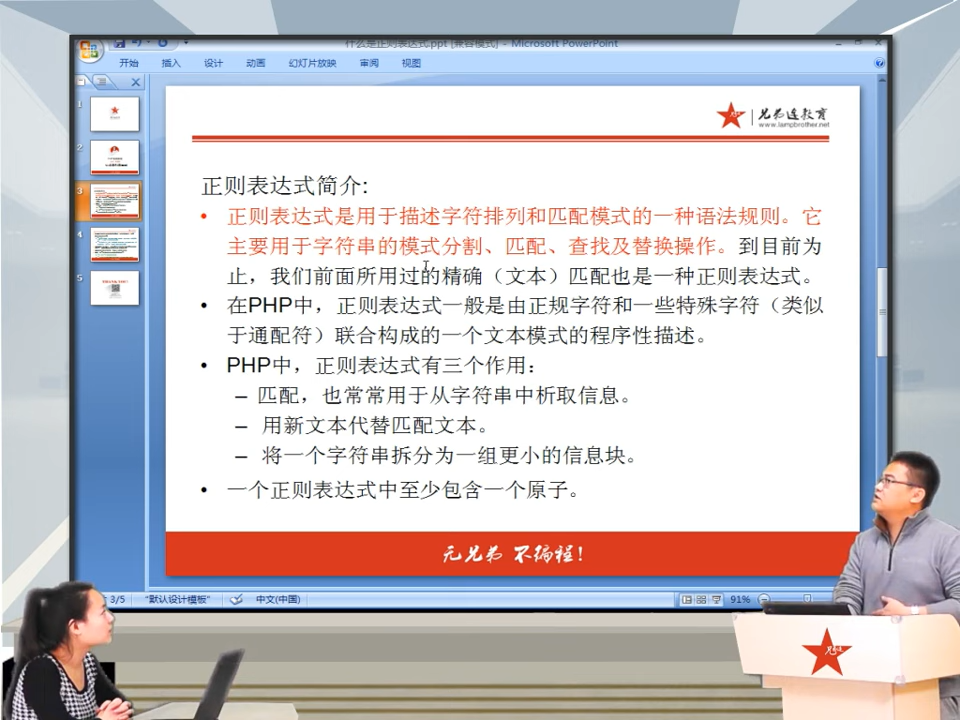 什么是正则表达式.ppt [兼容模式] - Microsoft PowerPoint
开始 插入 设计 动画 幻灯片放映 审阅 视图
兄弟连教育
www.lampbrother.net
正则表达式简介:
• 正则表达式是用于描述字符排列和匹配模式的一种语法规则。它
主要用于字符串的模式分割、匹配、查找及替换操作。到目前为
止，我们前面所用过的精确（文本）匹配也是一种正则表达式。
• 在PHP中，正则表达式一般是由正规字符和一些特殊字符（类似
于通配符）联合构成的一个文本模式的程序性描述。
• PHP中，正则表达式有三个作用：
– 匹配，也常常用于从字符串中析取信息。
– 用新文本代替匹配文本。
– 将一个字符串拆分为一组更小的信息块。
• 一个正则表达式中至少包含一个原子。
无兄弟 不编程!
1
2
3
4
5
THANK YOU!
3/5 "默认设计模板" 中文(中国) 91%
兄弟连